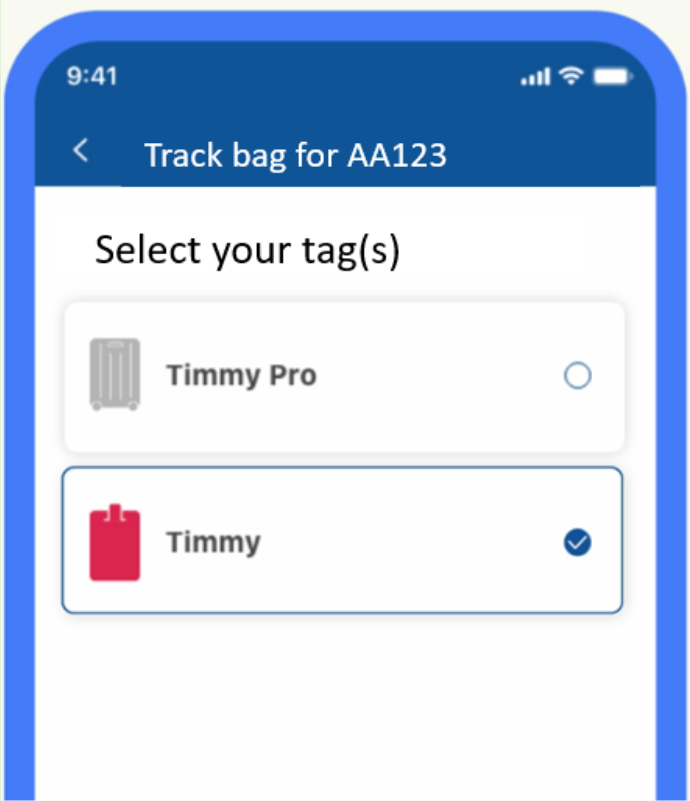 9:41
Track bag for AA123
Select your tag(s)
Timmy Pro
Timmy